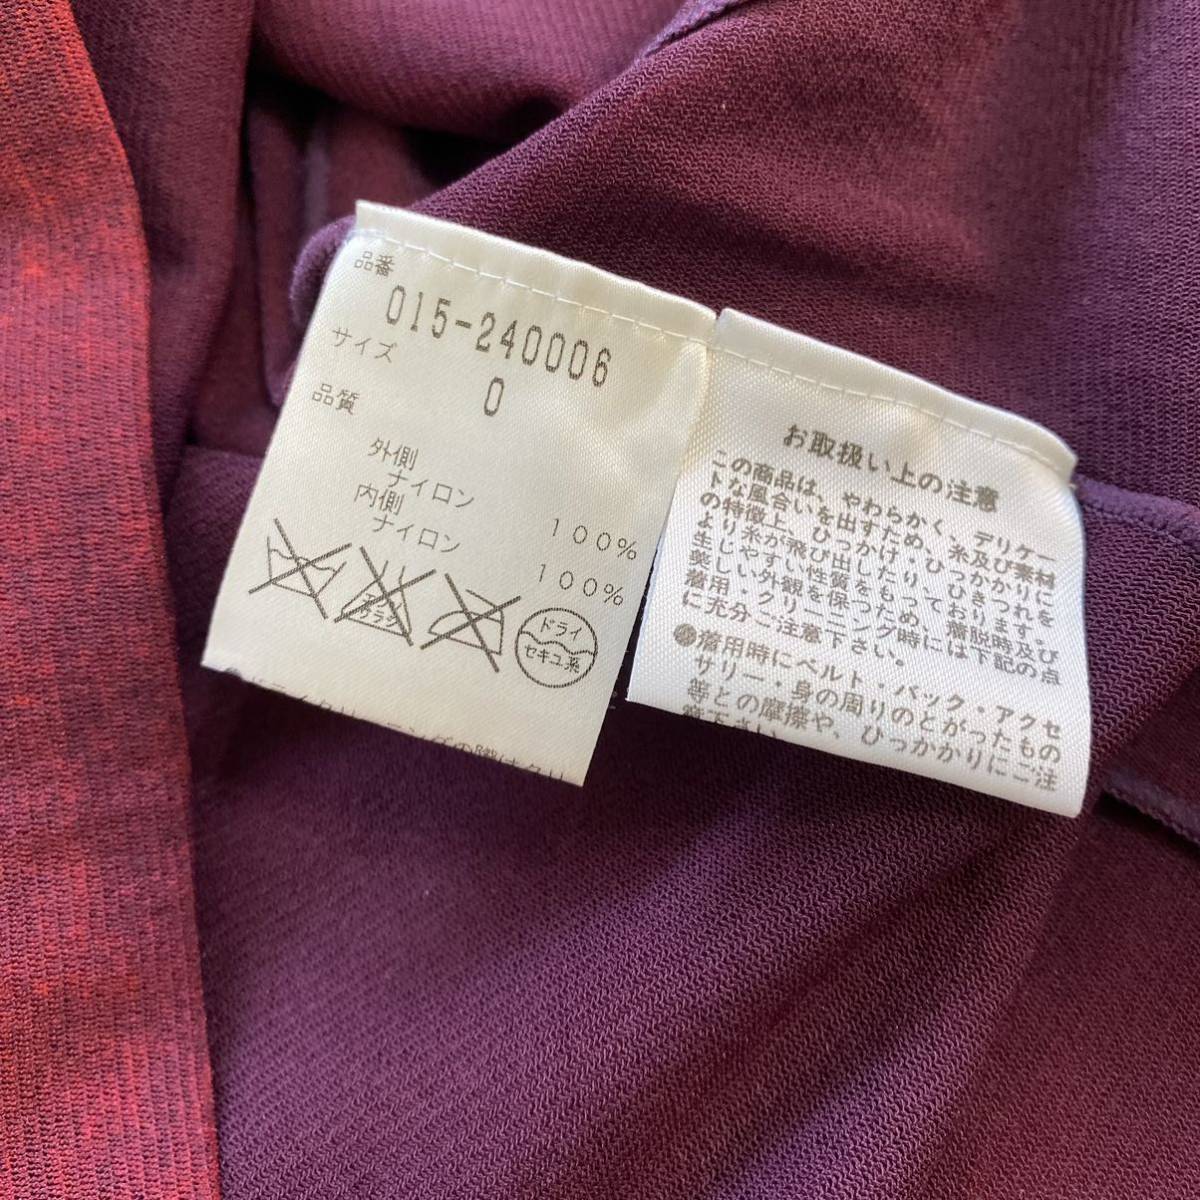 品番
015-240006
サイズ
0
品質
外側
ナイロン 100%
内側
ナイロン 100%
エンソ
サラシ
ドライ
セキユ系
お取扱い上の注意
この商品は、やわらかく、デリケー
トな風合いを出すため、糸及び素材
の特徴上、ひっかけ・ひっかかりに
より糸が飛び出したり、ひきつれを
生じやすい性質をもっております。
美しい外観を保つため、着脱時及び
着用・クリーニング時には下記の点
に充分ご注意下さい。
●着用時にベルト・バック・アクセ
サリー・身の周りのとがったもの
等との摩擦や、ひっかかりにご注
意下さい。